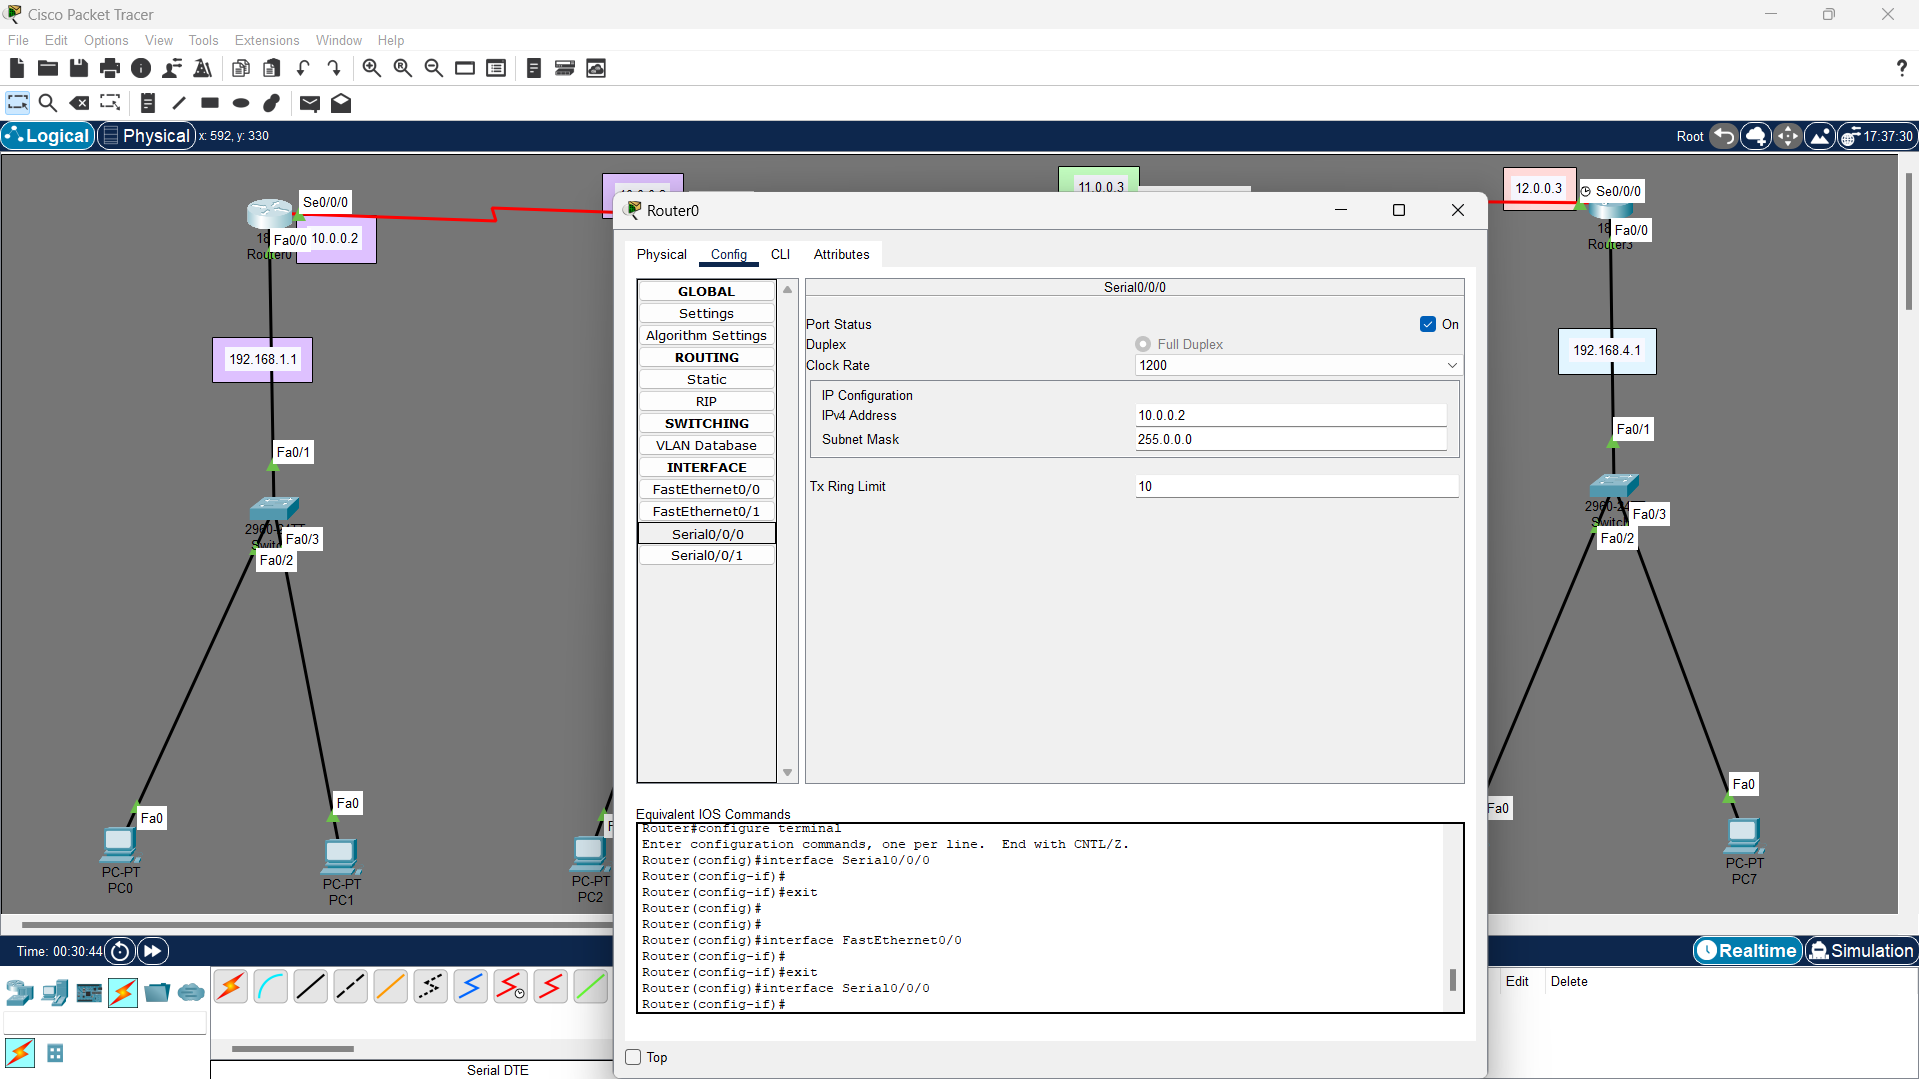 Cisco Packet Tracer
File Edit Options View Tools Extensions Window Help
Logical Physical x: 592, y: 330 Root 17:37:30
Se0/0/0
Fa0/0 10.0.0.2
Router0
192.168.1.1
Fa0/1
Fa0/3
Fa0/2
Fa0
PC-PT
PC0
Fa0
PC-PT
PC1
PC-PT
PC2
11.0.0.3
12.0.0.3 Se0/0/0
Fa0/0
Router3
192.168.4.1
Fa0/1
Fa0/3
Fa0/2
Fa0
Fa0
PC-PT
PC7
Router0
Physical Config CLI Attributes
GLOBAL
Settings
Algorithm Settings
ROUTING
Static
RIP
SWITCHING
VLAN Database
INTERFACE
FastEthernet0/0
FastEthernet0/1
Serial0/0/0
Serial0/0/1
Serial0/0/0
Port Status On
Duplex Full Duplex
Clock Rate 1200
IP Configuration
IPv4 Address 10.0.0.2
Subnet Mask 255.0.0.0
Tx Ring Limit 10
Equivalent IOS Commands
Router#configure terminal
Enter configuration commands, one per line. End with CNTL/Z.
Router(config)#interface Serial0/0/0
Router(config-if)#
Router(config-if)#exit
Router(config)#
Router(config)#
Router(config)#interface FastEthernet0/0
Router(config-if)#
Router(config-if)#exit
Router(config)#interface Serial0/0/0
Router(config-if)#
Top
Time: 00:30:44 Realtime Simulation
Edit Delete
Serial DTE